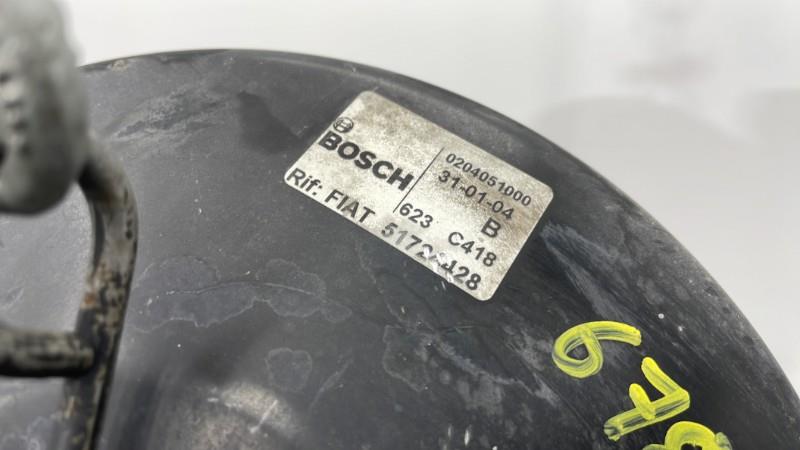 BOSCH
0204051000
31-01-04
B
623 C418
Rif: FIAT